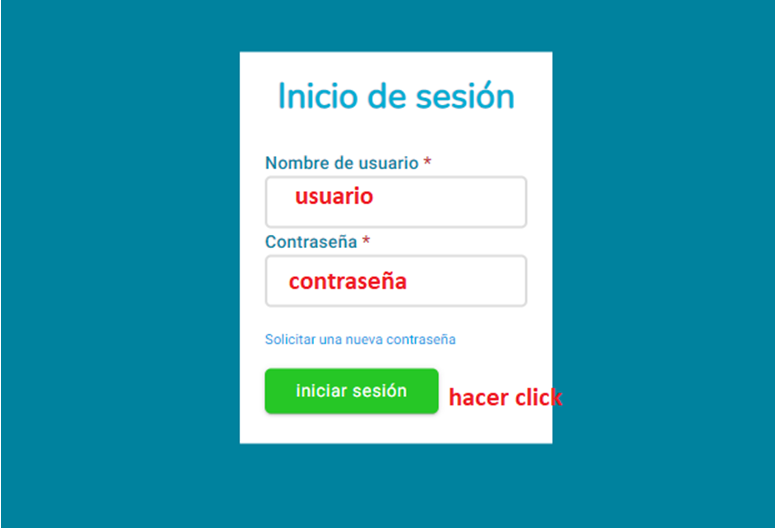 Inicio de sesión
Nombre de usuario *
usuario
Contraseña *
contraseña
Solicitar una nueva contraseña
iniciar sesión hacer click